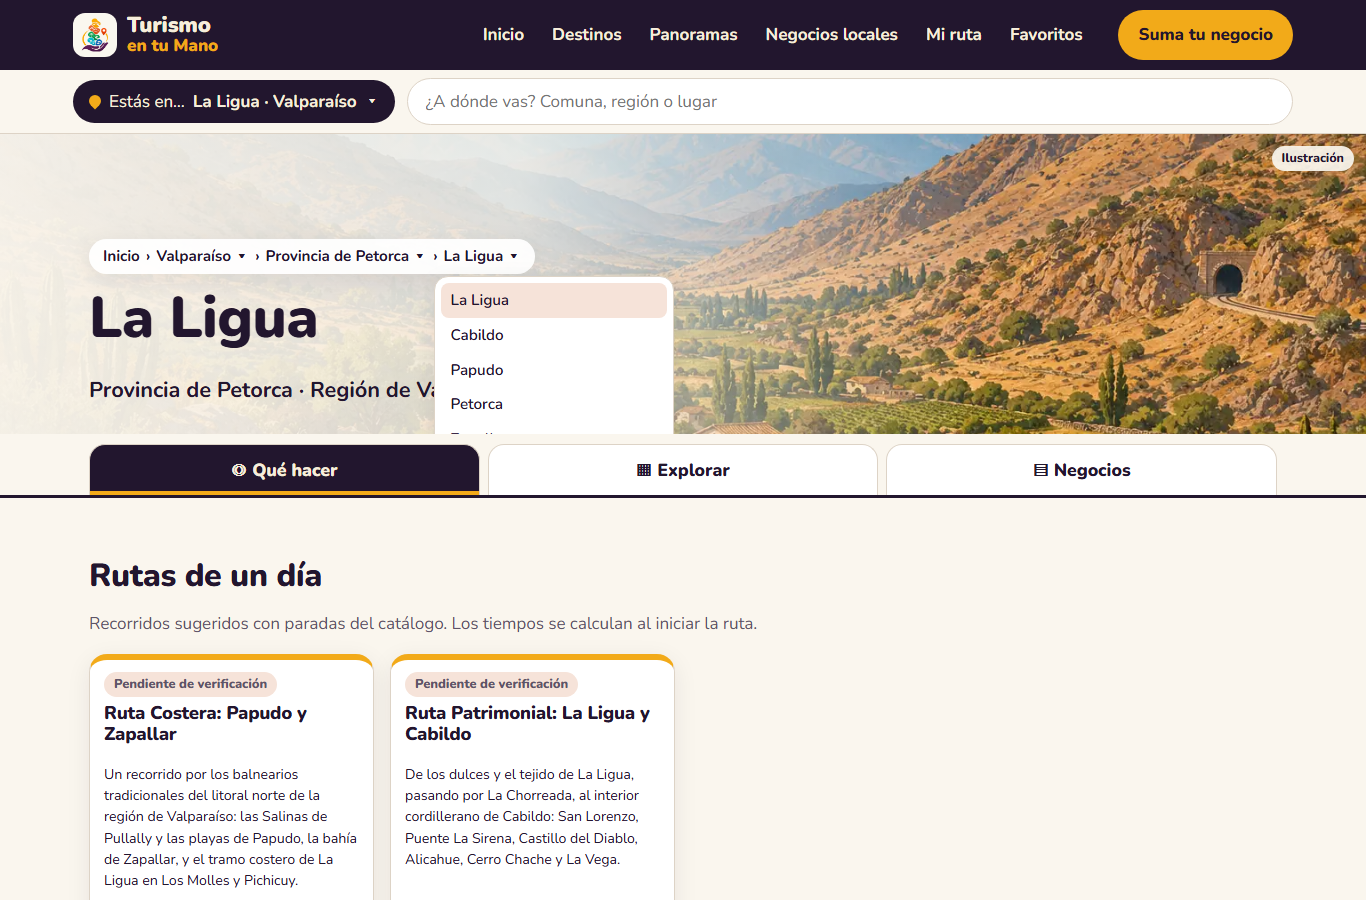 Turismo
en tu Mano
Inicio
Destinos
Panoramas
Negocios locales
Mi ruta
Favoritos
Suma tu negocio
Estás en... La Ligua · Valparaíso
¿A dónde vas? Comuna, región o lugar
Ilustración
Inicio › Valparaíso › Provincia de Petorca › La Ligua
La Ligua
La Ligua
Cabildo
Papudo
Petorca
Provincia de Petorca · Región de
Qué hacer
Explorar
Negocios
Rutas de un día
Recorridos sugeridos con paradas del catálogo. Los tiempos se calculan al iniciar la ruta.
Pendiente de verificación
Ruta Costera: Papudo y
Zapallar
Un recorrido por los balnearios
tradicionales del litoral norte de la
región de Valparaíso: las Salinas de
Pullally y las playas de Papudo, la bahía
de Zapallar, y el tramo costero de La
Ligua en Los Molles y Pichicuy.
Pendiente de verificación
Ruta Patrimonial: La Ligua y
Cabildo
De los dulces y el tejido de La Ligua,
pasando por La Chorreada, al interior
cordillerano de Cabildo: San Lorenzo,
Puente La Sirena, Castillo del Diablo,
Alicahue, Cerro Chache y La Vega.